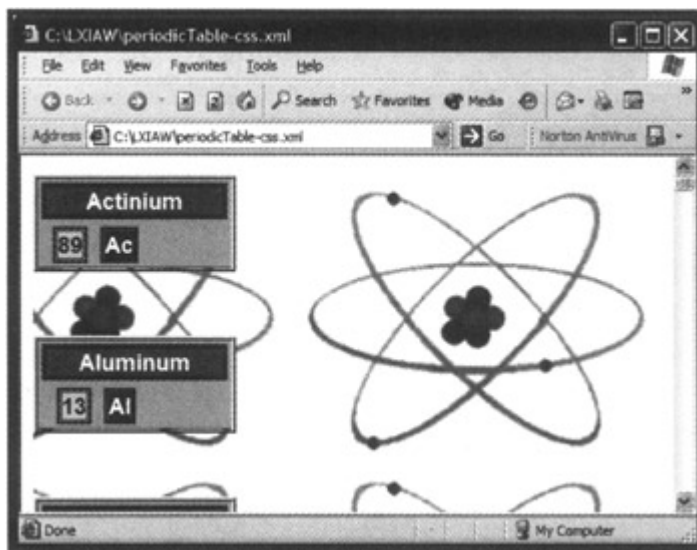 C:\LXIAW\periodicTable-css.xml
File Edit View Favorites Tools Help
Back Search Favorites Media
Address C:\LXIAW\periodicTable-css.xml Go Norton AntiVirus
Actinium
89 Ac
Aluminum
13 Al
Done My Computer